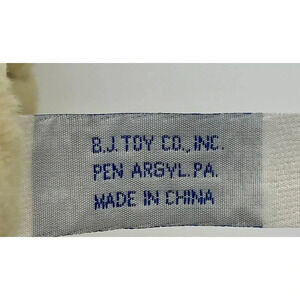 B.J. TOY CO., INC.
PEN ARGYL. PA.
MADE IN CHINA